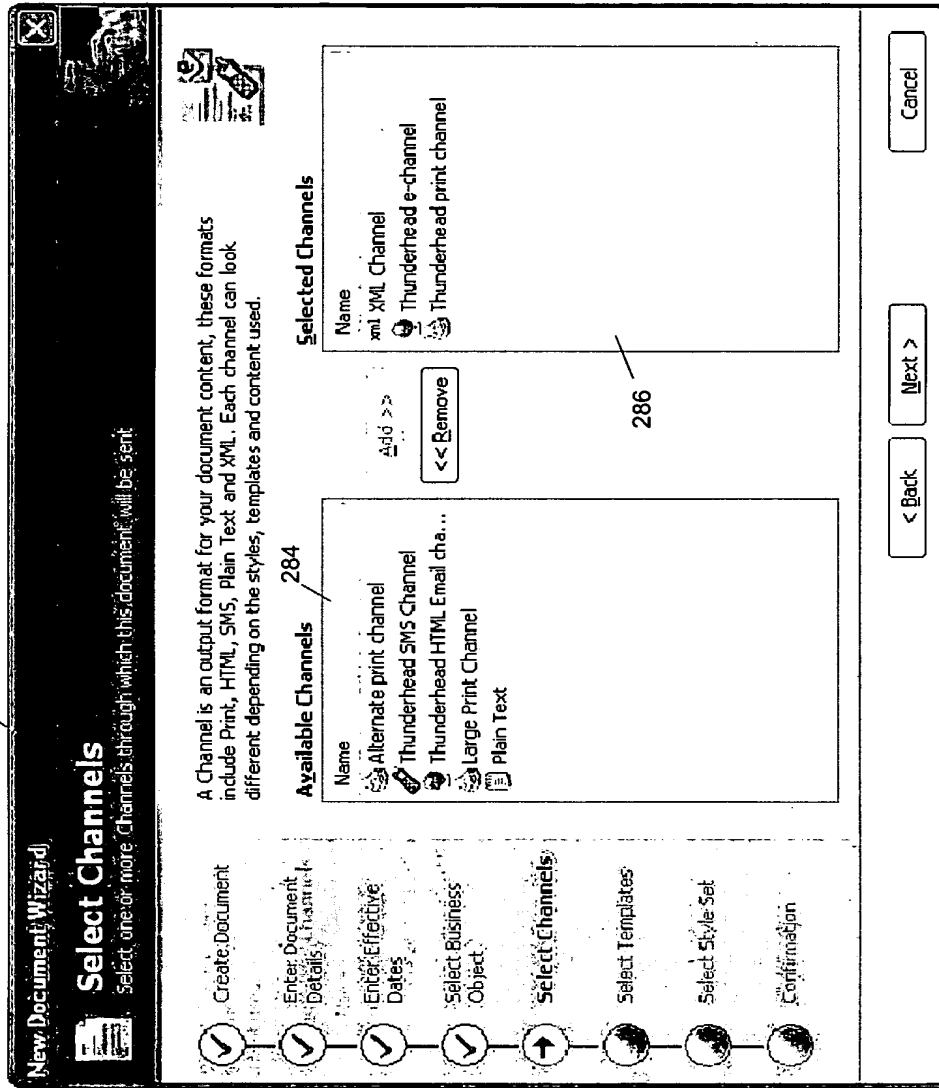 New Document Wizard
Select Channels
Select one or more Channels through which this document will be sent
Create Document
Enter Document
Details
Enter Effective
Dates
Select Business
Object
Select Channels
Select Templates
Select Style Set
Confirmation
A Channel is an output format for your document content, these formats
include Print, HTML, SMS, Plain Text and XML. Each channel can look
different depending on the styles, templates and content used.
Available Channels
284
Name
Alternate print channel
Thunderhead SMS Channel
Thunderhead HTML Email cha...
Large Print Channel
Plain Text
Add >>
<< Remove
Selected Channels
Name
xml XML Channel
Thunderhead e-channel
Thunderhead print channel
286
< Back
Next >
Cancel